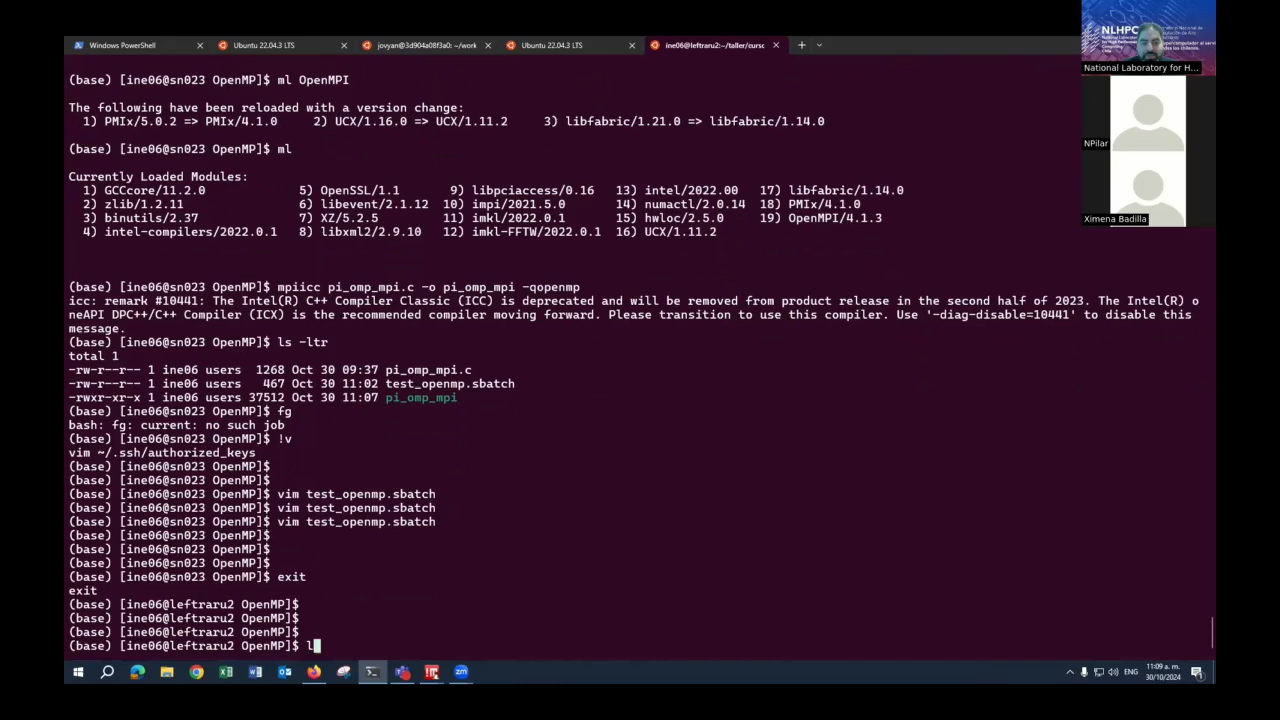 Windows PowerShell
Ubuntu 22.04.3 LTS
jovyan@3d904a08f3a0: ~/work
Ubuntu 22.04.3 LTS
ine06@leftraru2:~/taller/curso
NLHPC
National Laboratory for H...
NPilar
Ximena Badilla
(base) [ine06@sn023 OpenMP]$ ml OpenMPI
The following have been reloaded with a version change:
1) PMIx/5.0.2 => PMIx/4.1.0 2) UCX/1.16.0 => UCX/1.11.2 3) libfabric/1.21.0 => libfabric/1.14.0
(base) [ine06@sn023 OpenMP]$ ml
Currently Loaded Modules:
1) GCCcore/11.2.0 5) OpenSSL/1.1 9) libpciaccess/0.16 13) intel/2022.00 17) libfabric/1.14.0
2) zlib/1.2.11 6) libevent/2.1.12 10) impi/2021.5.0 14) numactl/2.0.14 18) PMIx/4.1.0
3) binutils/2.37 7) XZ/5.2.5 11) imkl/2022.0.1 15) hwloc/2.5.0 19) OpenMPI/4.1.3
4) intel-compilers/2022.0.1 8) libxml2/2.9.10 12) imkl-FFTW/2022.0.1 16) UCX/1.11.2
(base) [ine06@sn023 OpenMP]$ mpiicc pi_omp_mpi.c -o pi_omp_mpi -qopenmp
icc: remark #10441: The Intel(R) C++ Compiler Classic (ICC) is deprecated and will be removed from product release in the second half of 2023. The Intel(R) o
neAPI DPC++/C++ Compiler (ICX) is the recommended compiler moving forward. Please transition to use this compiler. Use '-diag-disable=10441' to disable this
message.
(base) [ine06@sn023 OpenMP]$ ls -ltr
total 1
-rw-r--r-- 1 ine06 users 1268 Oct 30 09:37 pi_omp_mpi.c
-rw-r--r-- 1 ine06 users 467 Oct 30 11:02 test_openmp.sbatch
-rwxr-xr-x 1 ine06 users 37512 Oct 30 11:07 pi_omp_mpi
(base) [ine06@sn023 OpenMP]$ fg
bash: fg: current: no such job
(base) [ine06@sn023 OpenMP]$ !v
vim ~/.ssh/authorized_keys
(base) [ine06@sn023 OpenMP]$
(base) [ine06@sn023 OpenMP]$
(base) [ine06@sn023 OpenMP]$ vim test_openmp.sbatch
(base) [ine06@sn023 OpenMP]$ vim test_openmp.sbatch
(base) [ine06@sn023 OpenMP]$ vim test_openmp.sbatch
(base) [ine06@sn023 OpenMP]$
(base) [ine06@sn023 OpenMP]$
(base) [ine06@sn023 OpenMP]$
(base) [ine06@sn023 OpenMP]$ exit
exit
(base) [ine06@leftraru2 OpenMP]$
(base) [ine06@leftraru2 OpenMP]$
(base) [ine06@leftraru2 OpenMP]$
(base) [ine06@leftraru2 OpenMP]$ l
ENG
11:09 a. m.
30/10/2024